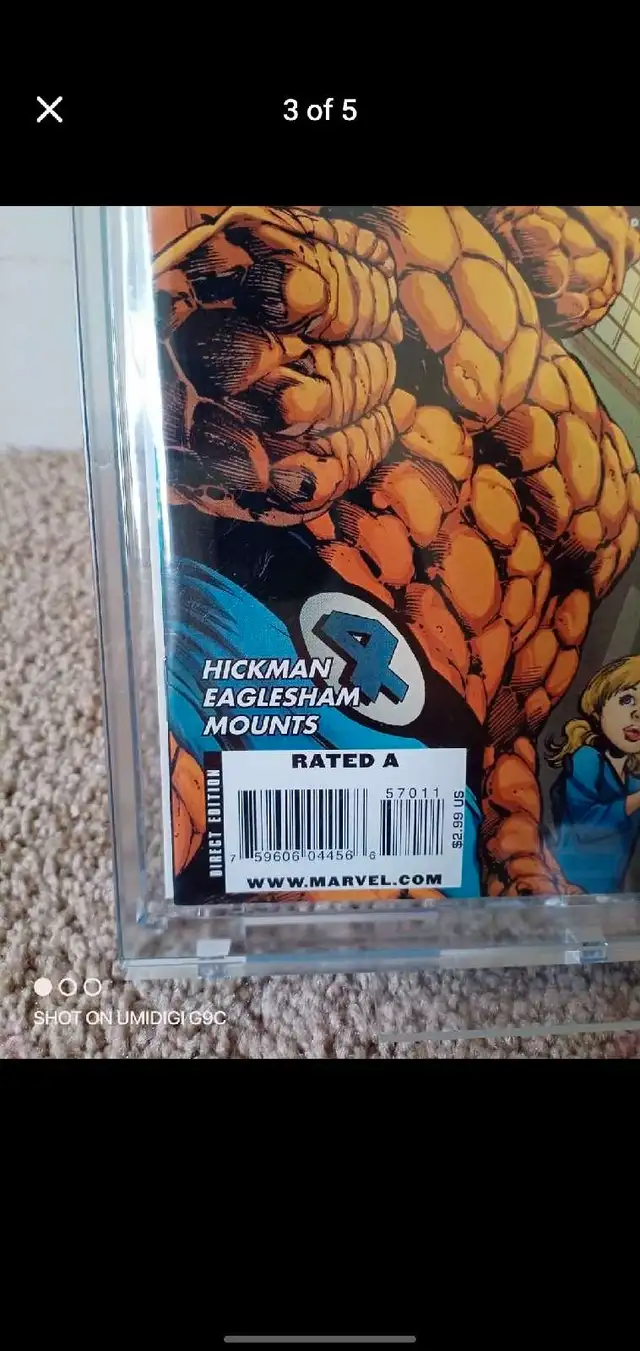 3 of 5
4
HICKMAN
EAGLESHAM
MOUNTS
RATED A
DIRECT EDITION
57011
$2.99 US
7 59606 04456 6
WWW.MARVEL.COM
SHOT ON UMIDIGI G9C